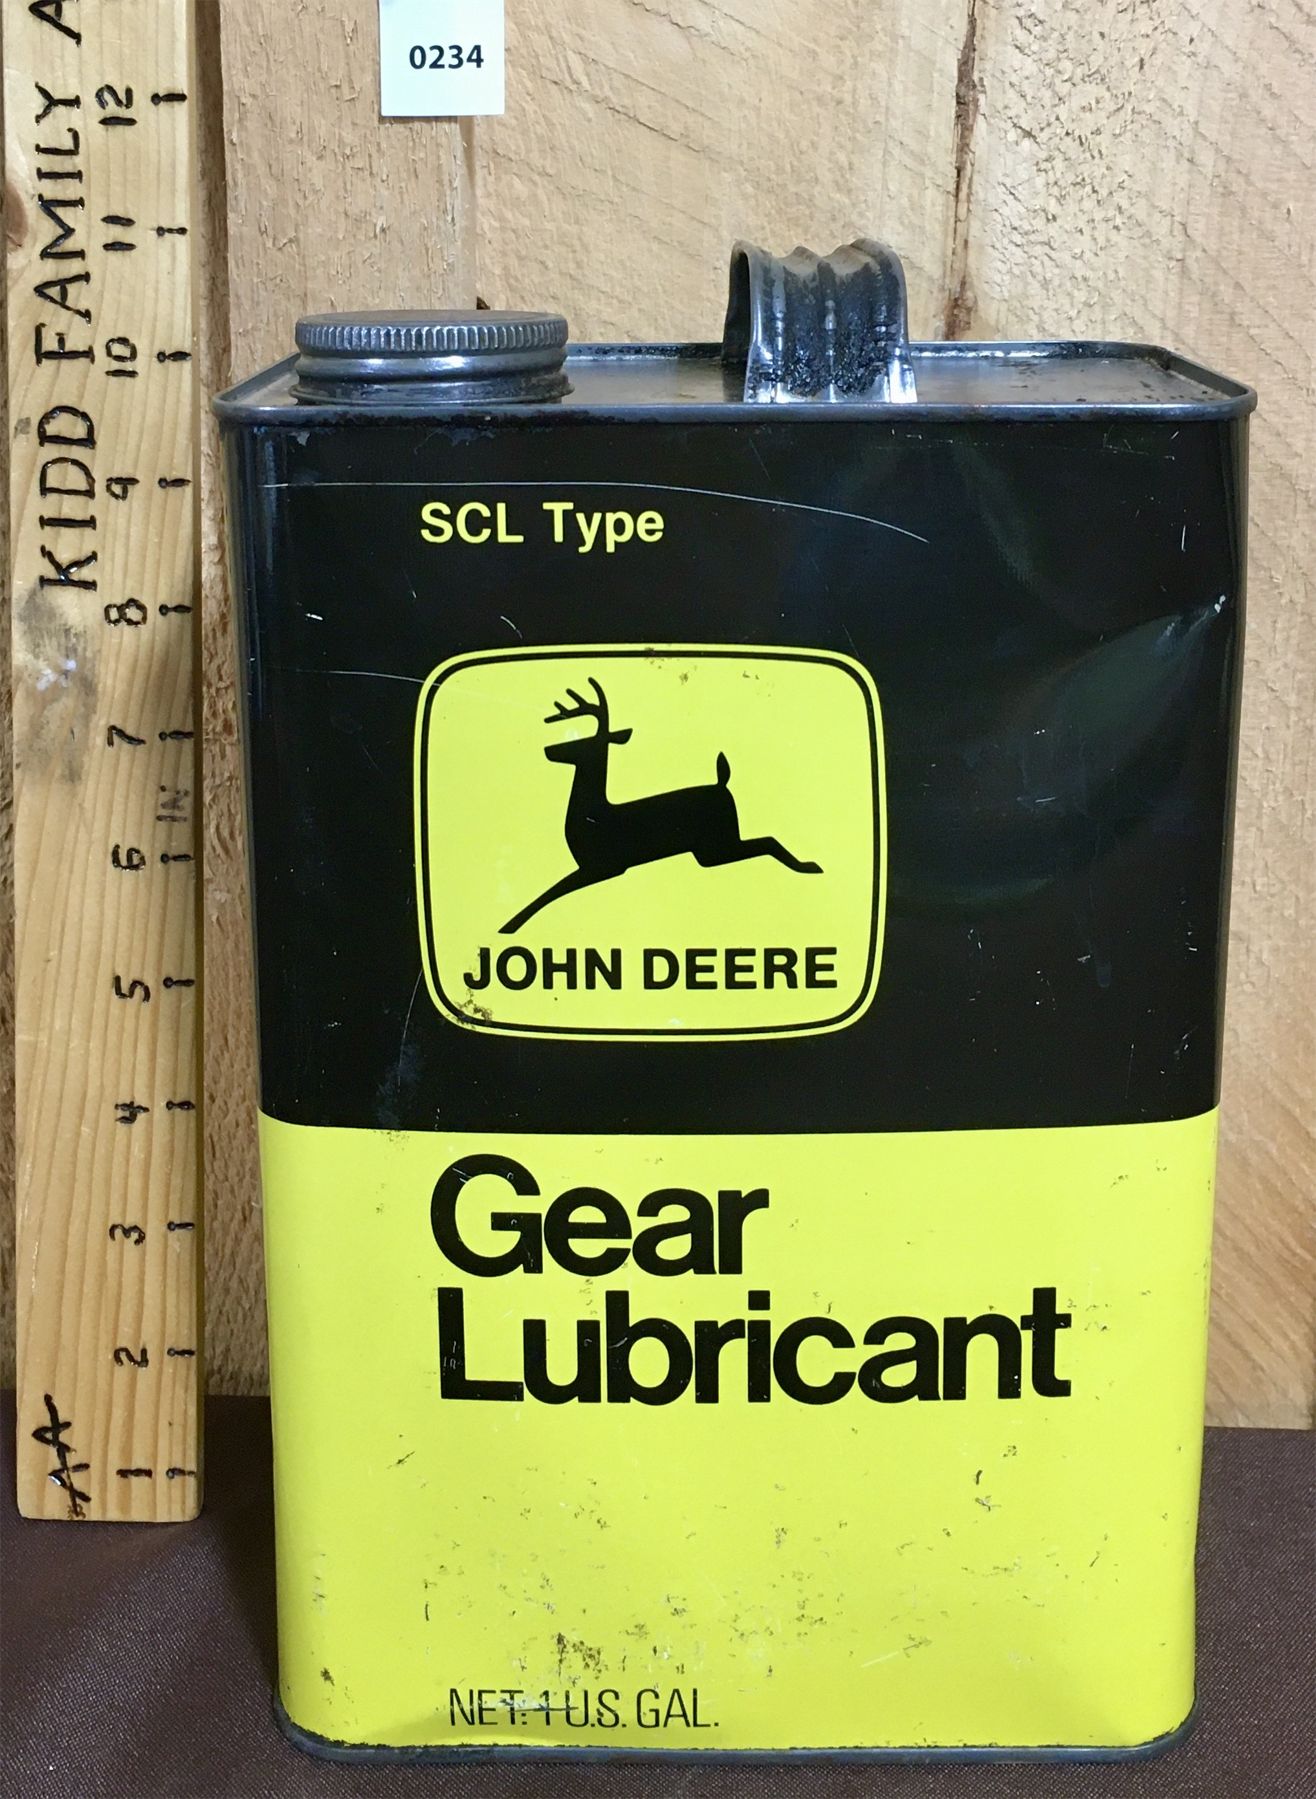 0234
KIDD FAMILY A
12
11
10
9
8
7
IN
6
5
4
3
2
1
AA
SCL Type
JOHN DEERE
Gear
Lubricant
NET. 1 U.S. GAL.